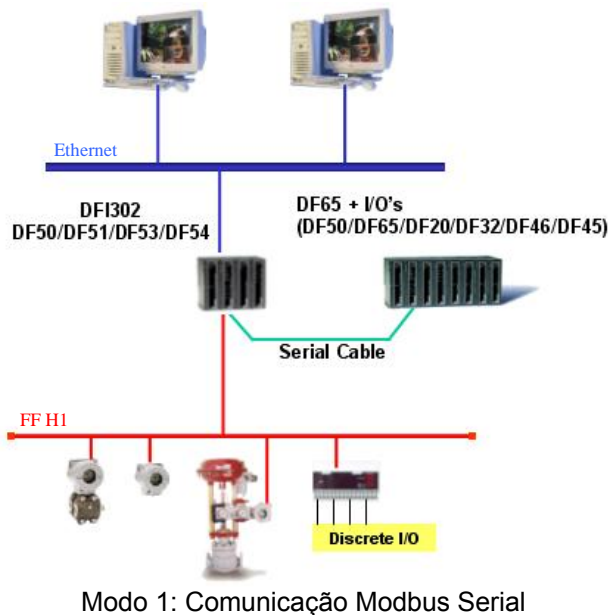 Ethernet
DFI302
DF50/DF51/DF53/DF54
DF65 + I/O's
(DF50/DF65/DF20/DF32/DF46/DF45)
Serial Cable
FF H1
Discrete I/O
Modo 1: Comunicação Modbus Serial